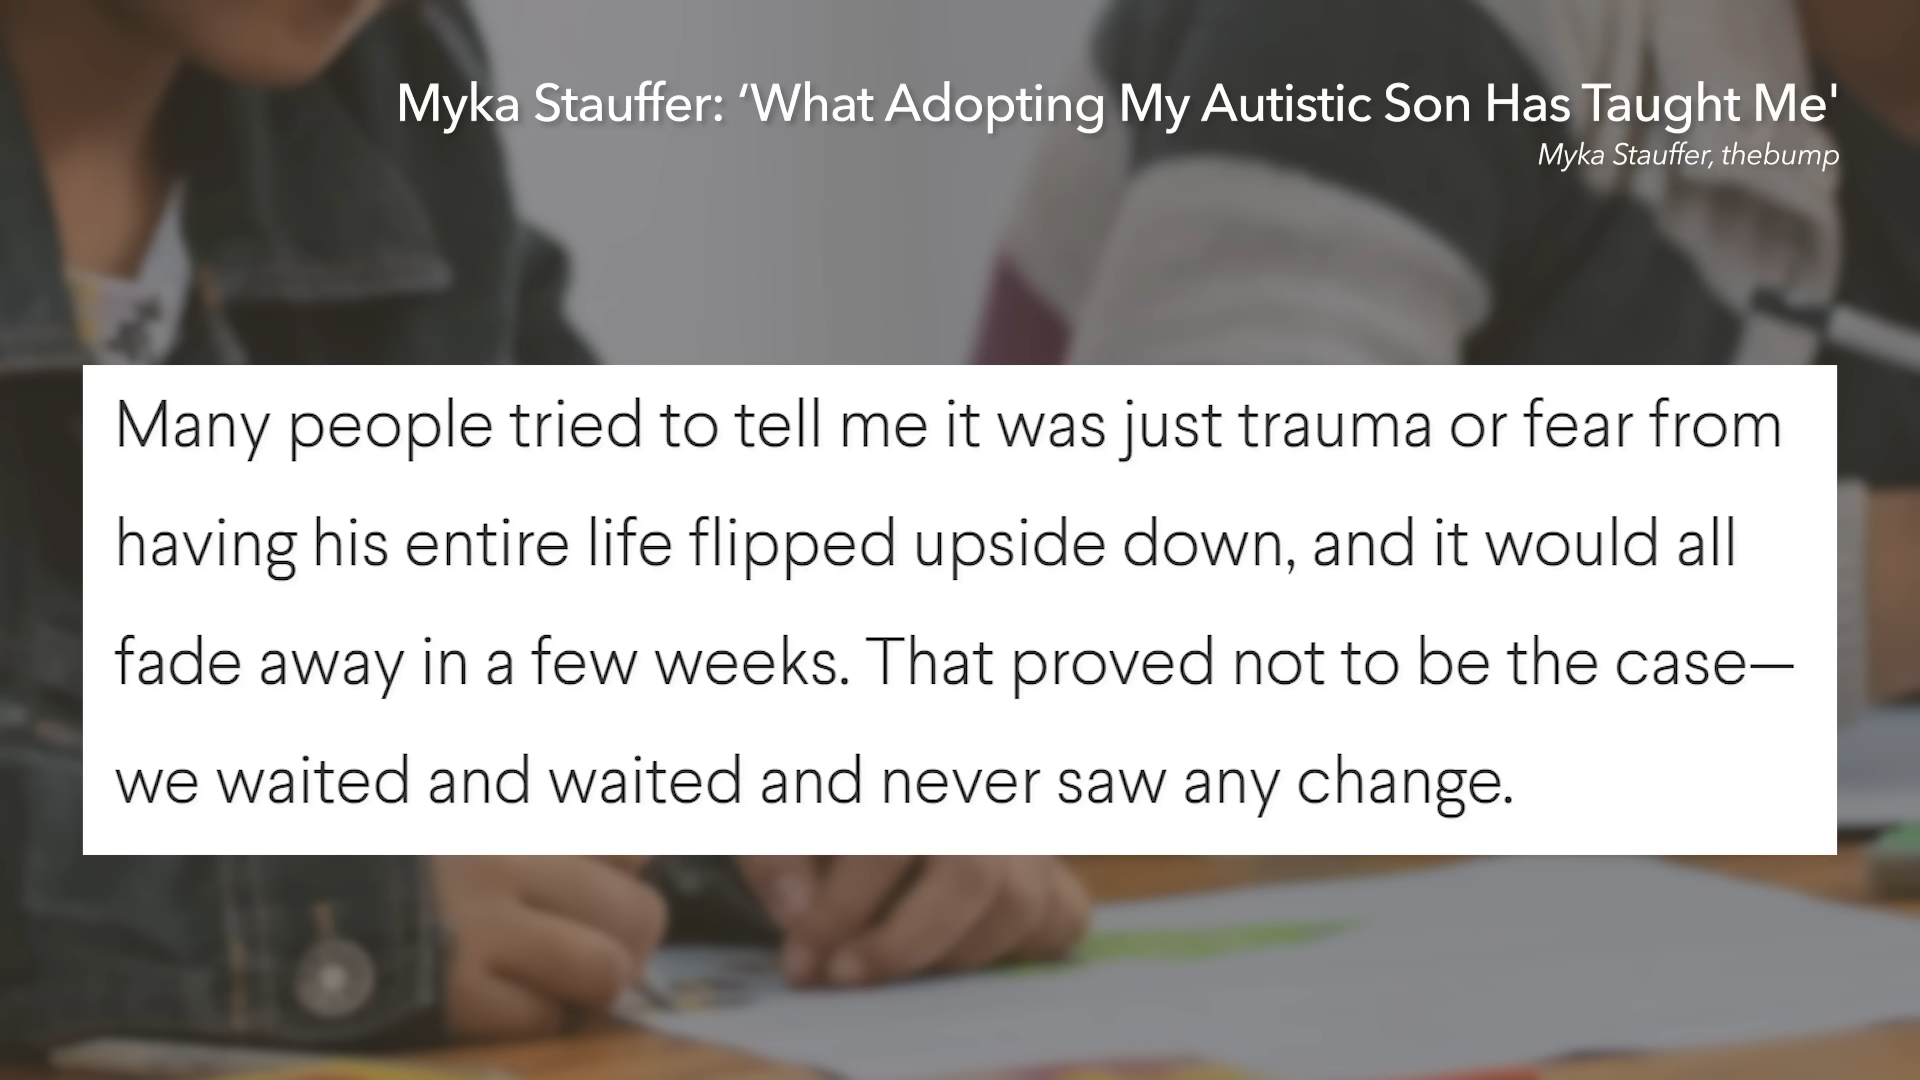 Myka Stauffer: ‘What Adopting My Autistic Son Has Taught Me'
Myka Stauffer, thebump
Many people tried to tell me it was just trauma or fear from
having his entire life flipped upside down, and it would all
fade away in a few weeks. That proved not to be the case—
we waited and waited and never saw any change.